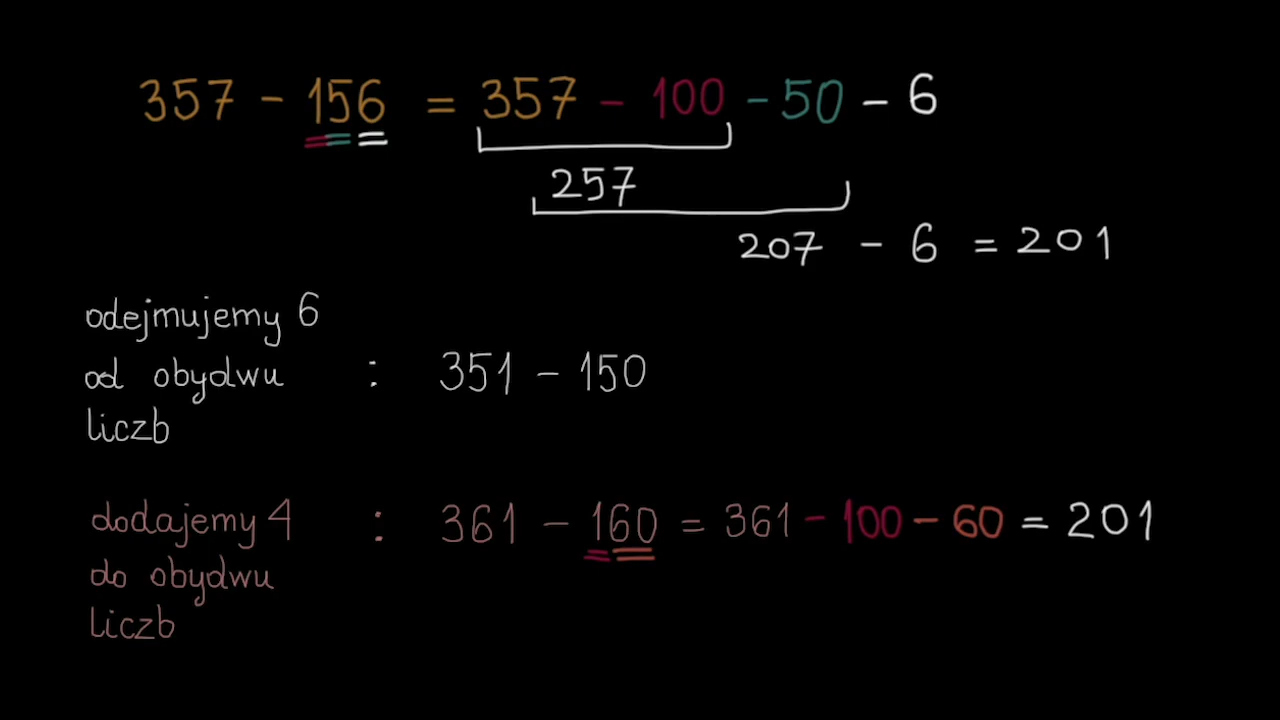 357 - 156 = 357 - 100 - 50 - 6
257
207 - 6 = 201
odejmujemy 6
od obydwu : 351 - 150
liczb
dodajemy 4 : 361 - 160 = 361 - 100 - 60 = 201
do obydwu
liczb